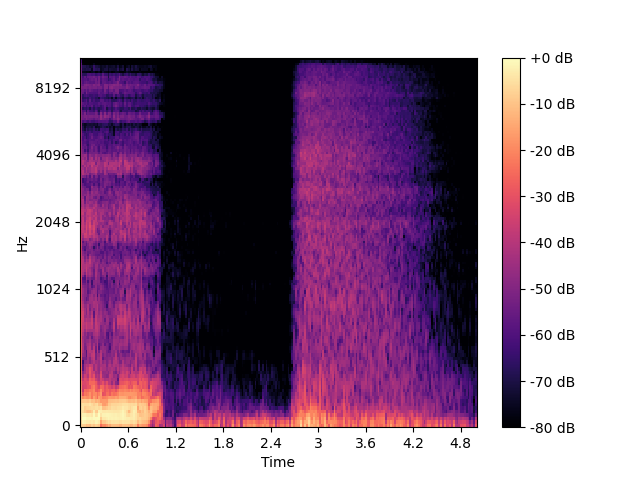 8192
4096
2048
1024
512
0
Hz
0 0.6 1.2 1.8 2.4 3 3.6 4.2 4.8
Time
+0 dB
-10 dB
-20 dB
-30 dB
-40 dB
-50 dB
-60 dB
-70 dB
-80 dB